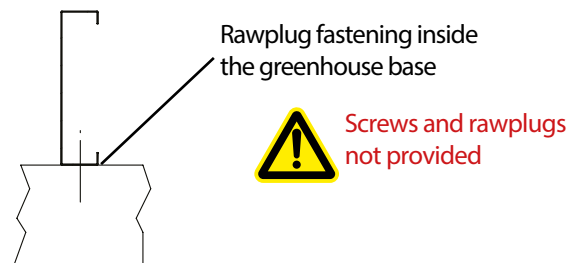 Rawplug fastening inside
the greenhouse base
Screws and rawplugs
not provided